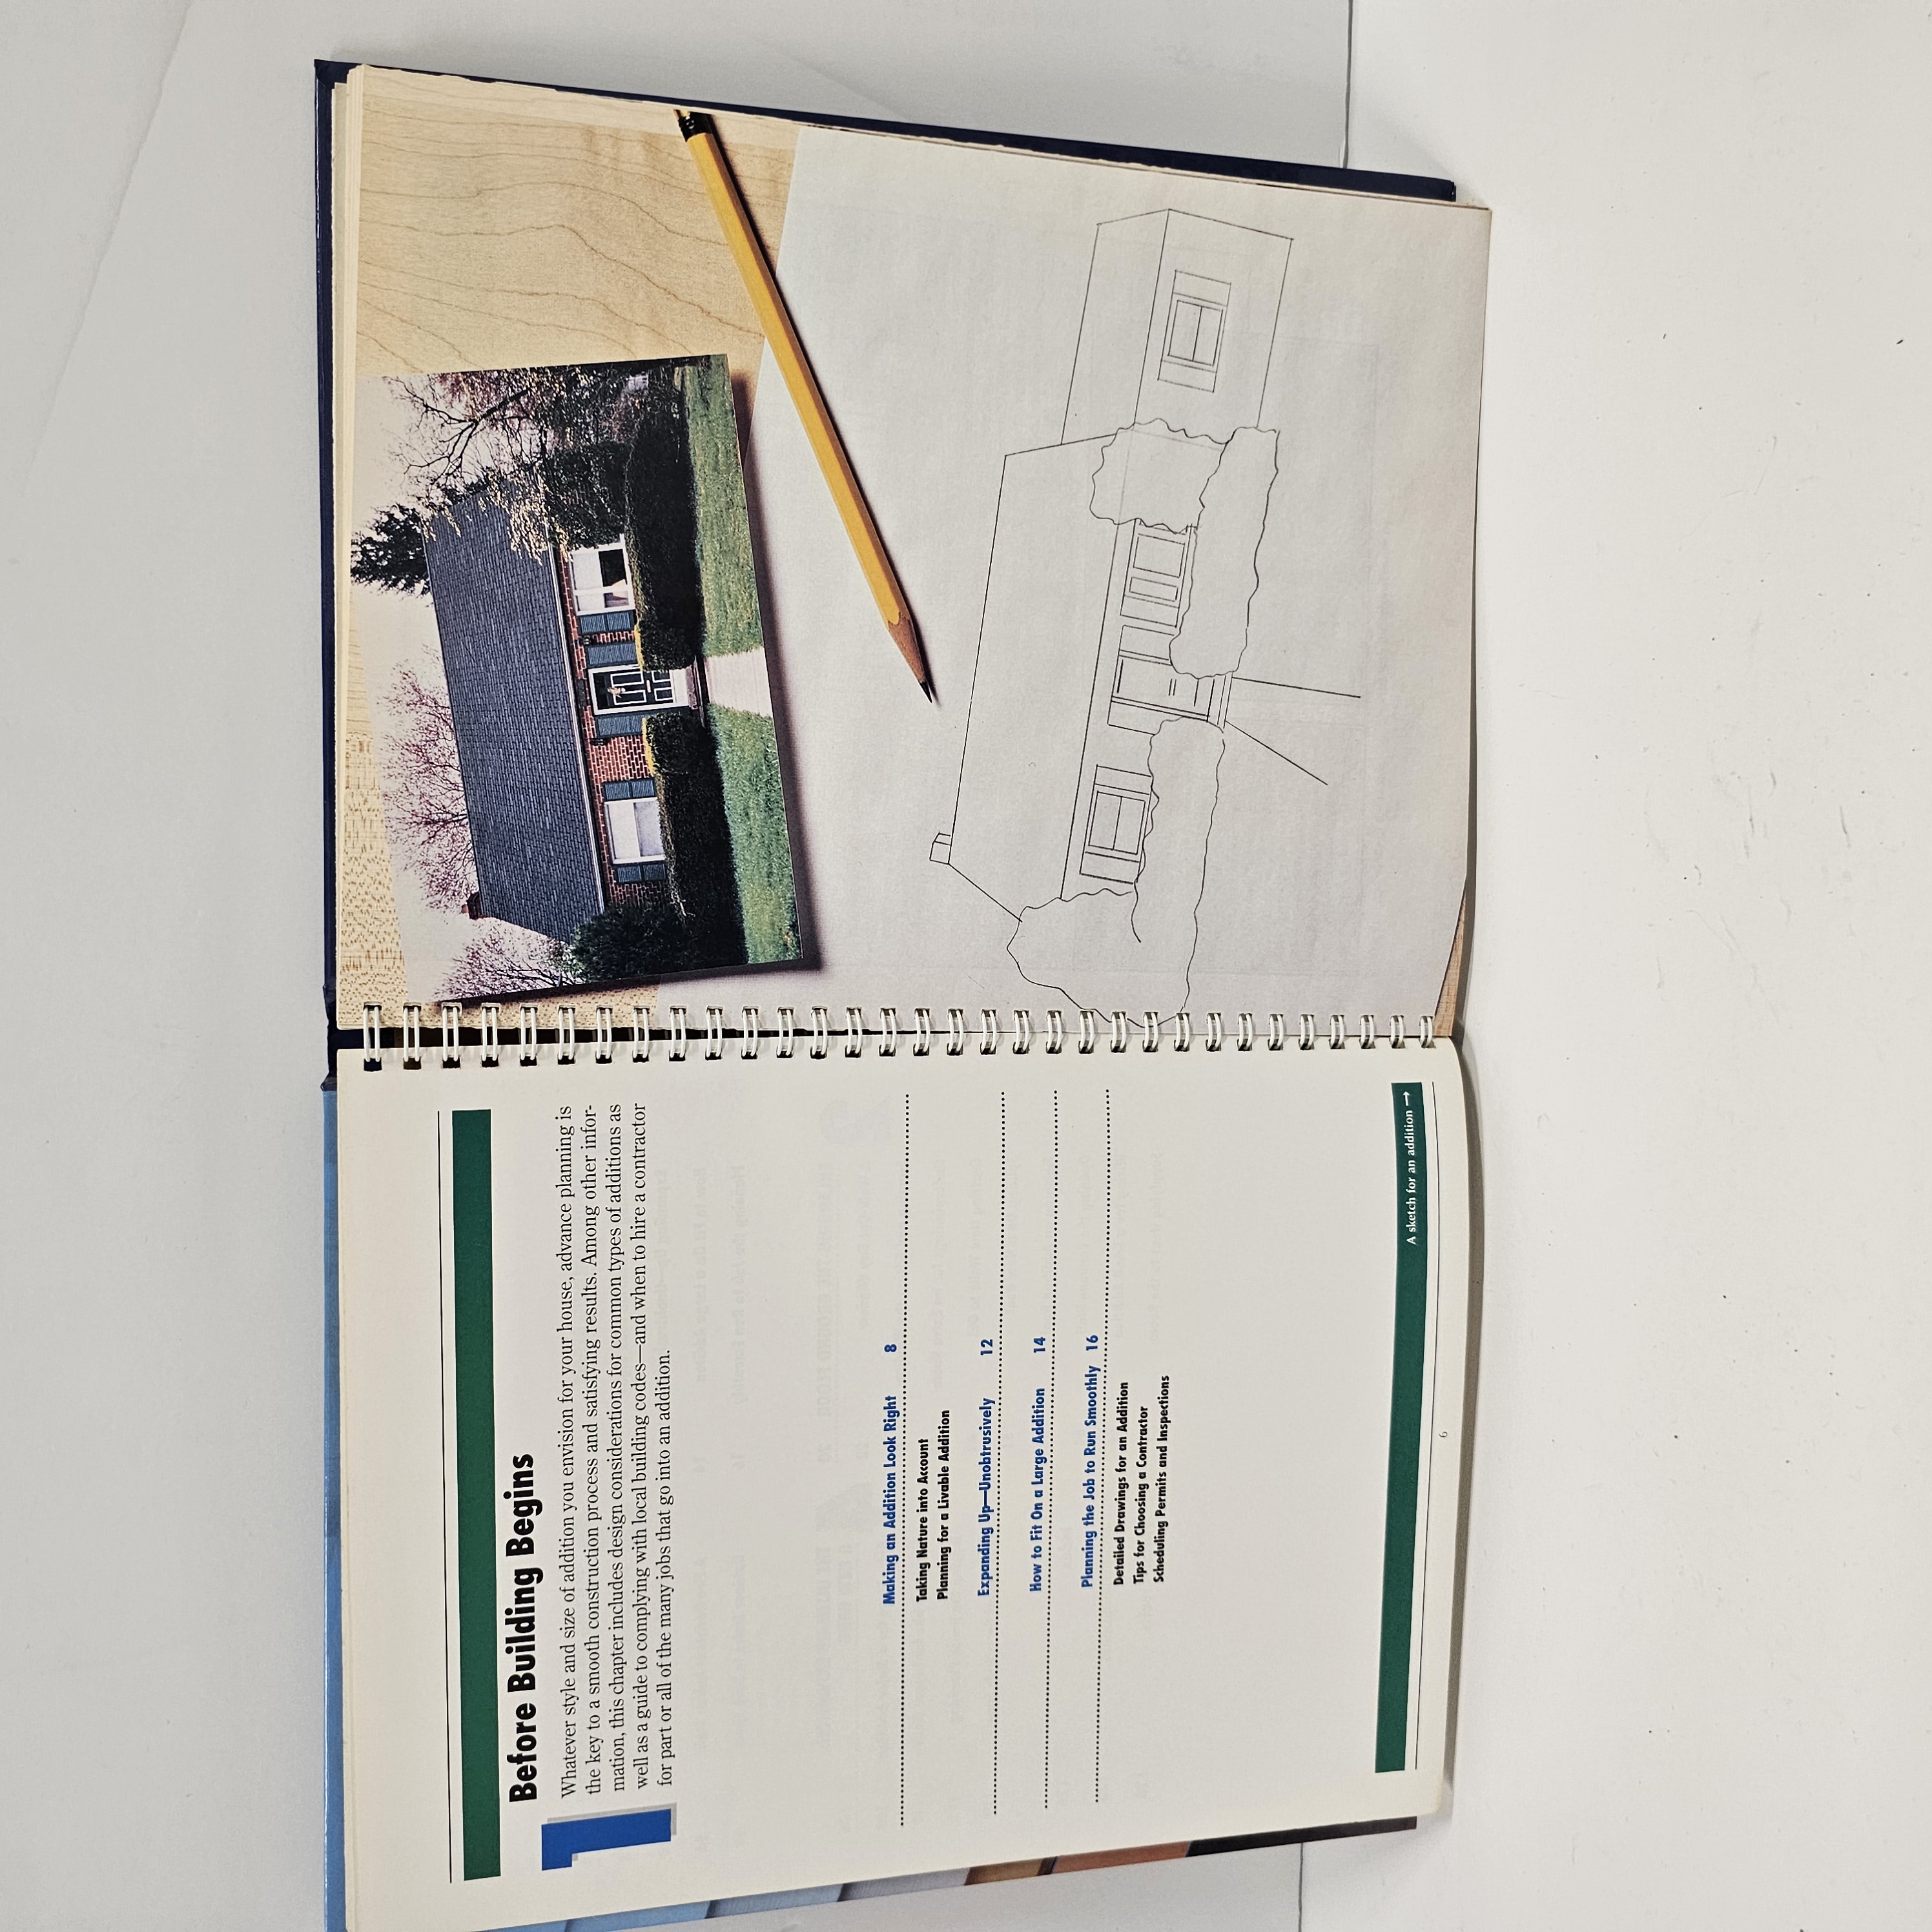 Before Building Begins
1
Whatever style and size of addition you envision for your house, advance planning is
the key to a smooth construction process and satisfying results. Among other infor-
mation, this chapter includes design considerations for common types of additions as
well as a guide to complying with local building codes—and when to hire a contractor
for part or all of the many jobs that go into an addition.
Making an Addition Look Right 8
Taking Nature into Account
Planning for a Livable Addition
Expanding Up—Unobtrusively 12
How to Fit On a Large Addition 14
Planning the Job to Run Smoothly 16
Detailed Drawings for an Addition
Tips for Choosing a Contractor
Scheduling Permits and Inspections
A sketch for an addition →
6